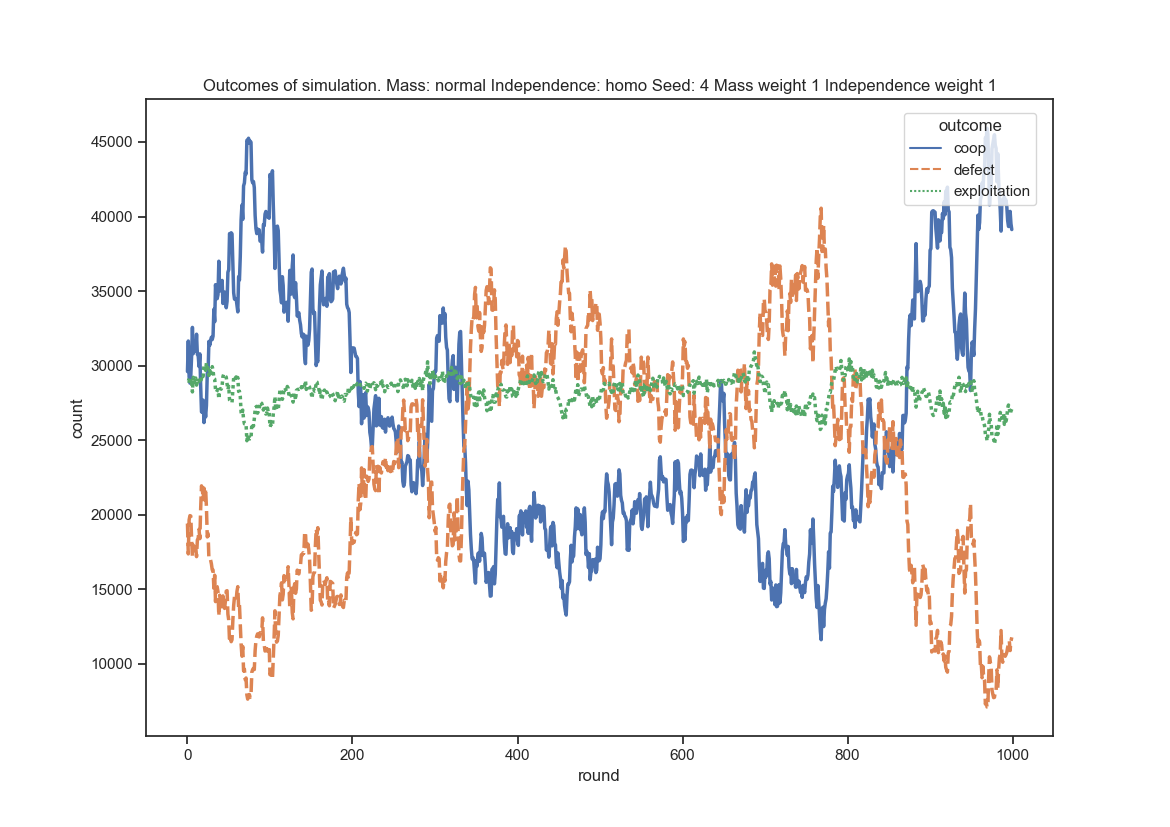 Outcomes of simulation. Mass: normal Independence: homo Seed: 4 Mass weight 1 Independence weight 1
outcome
coop
defect
exploitation
45000
40000
35000
30000
25000
20000
15000
10000
count
0 200 400 600 800 1000
round